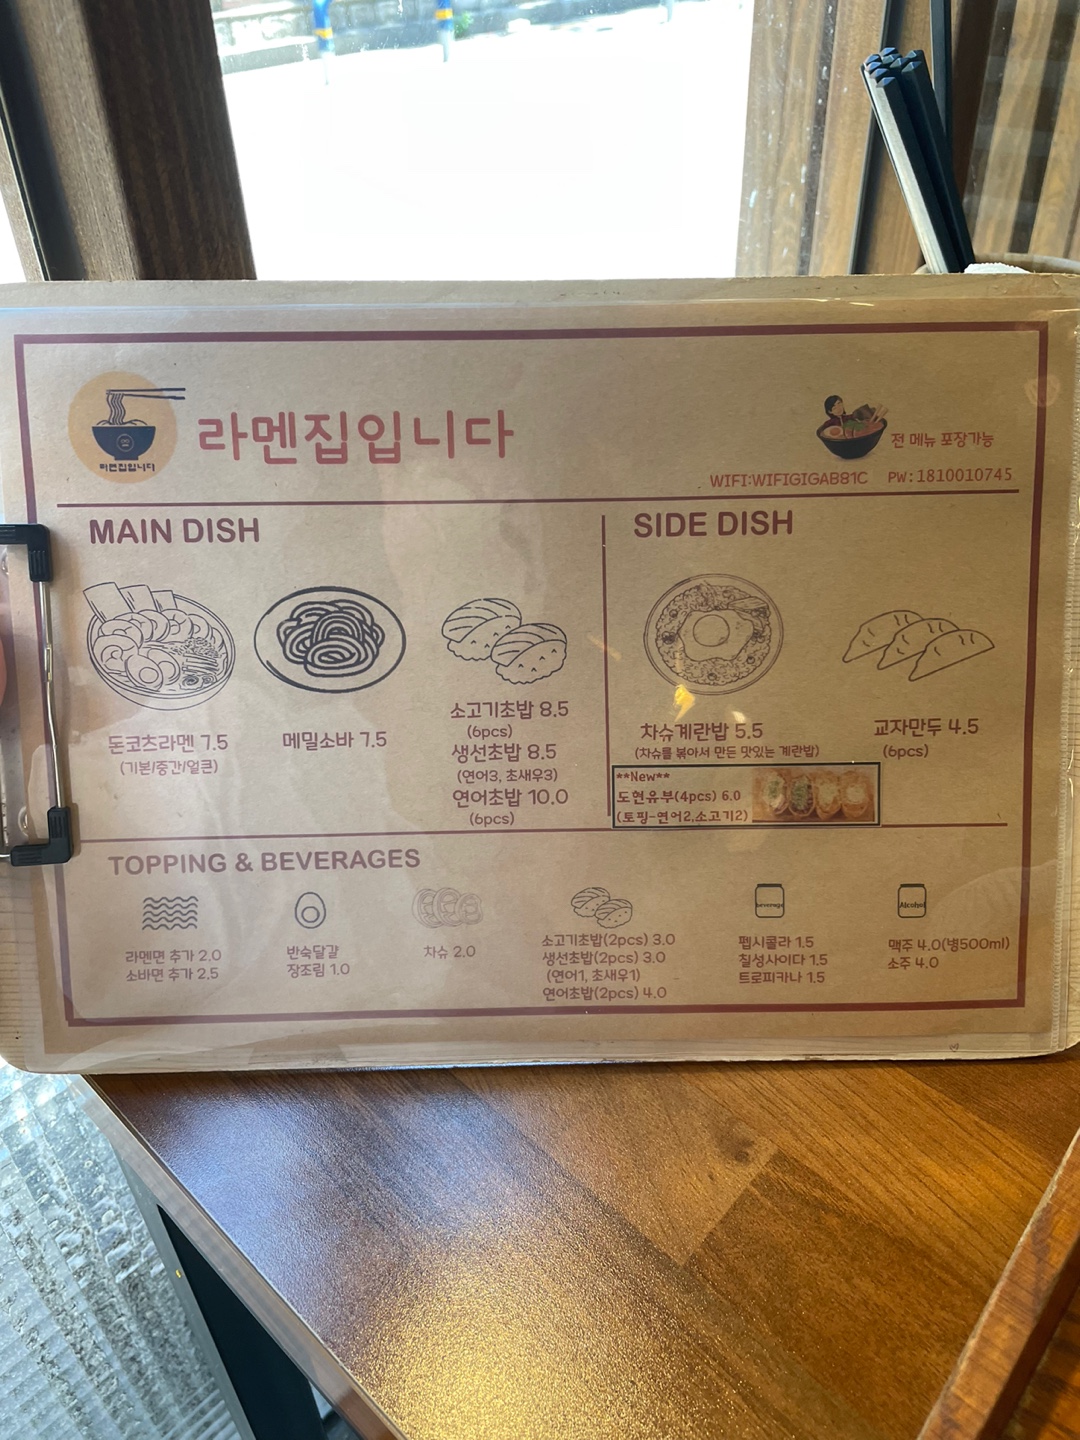 라멘집입니다
라멘집입니다
전 메뉴 포장가능
WIFI:WIFIGIGAB81C PW:1810010745
MAIN DISH
돈코츠라멘 7.5
(기본/중간/얼큰)
메밀소바 7.5
소고기초밥 8.5
(6pcs)
생선초밥 8.5
(연어3, 초새우3)
연어초밥 10.0
(6pcs)
SIDE DISH
차슈계란밥 5.5
(차슈를 볶아서 만든 맛있는 계란밥)
교자만두 4.5
(6pcs)
**New**
도현유부(4pcs) 6.0
(토핑-연어2,소고기2)
TOPPING & BEVERAGES
라멘면 추가 2.0
소바면 추가 2.5
반숙달걀
장조림 1.0
차슈 2.0
소고기초밥(2pcs) 3.0
생선초밥(2pcs) 3.0
(연어1, 초새우1)
연어초밥(2pcs) 4.0
beverage
펩시콜라 1.5
칠성사이다 1.5
트로피카나 1.5
Alcohol
맥주 4.0(병500ml)
소주 4.0